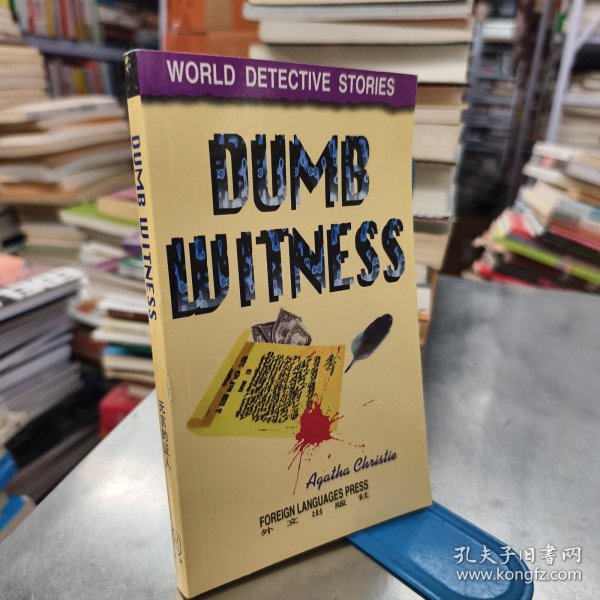 WORLD DETECTIVE STORIES
DUMB
WITNESS
Agatha Christie
FOREIGN LANGUAGES PRESS
外文出版社
DUMB WITNESS
孔夫子旧书网
www.kongfz.com